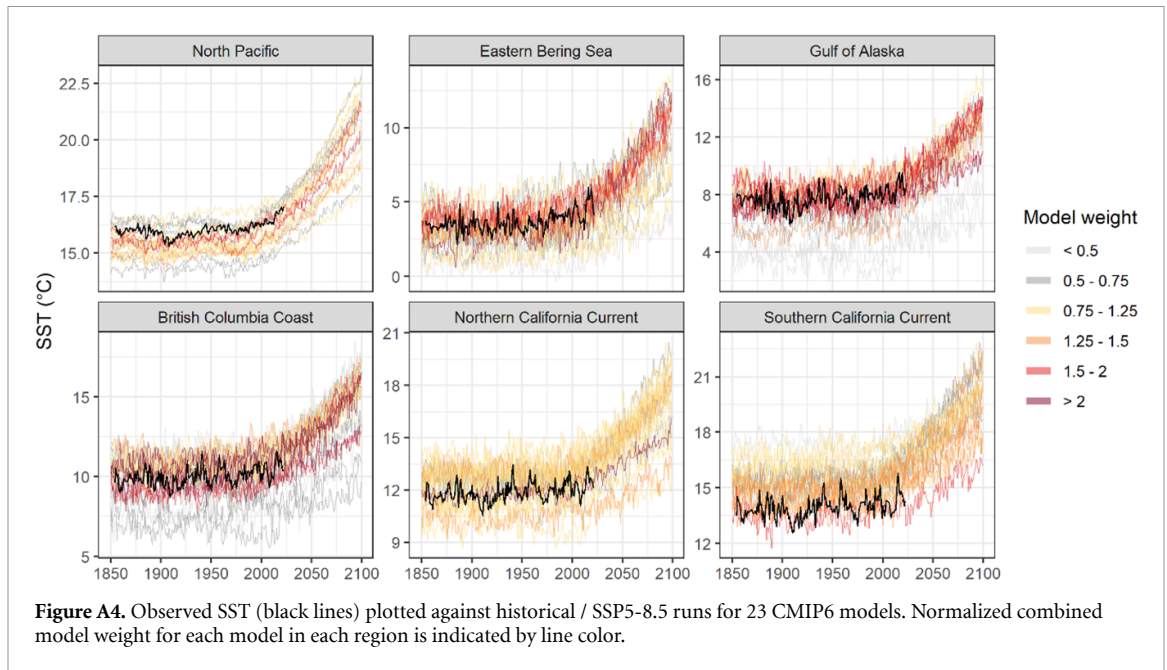 North Pacific
Eastern Bering Sea
Gulf of Alaska
22.5
20.0
17.5
15.0
10
5
0
16
12
8
4
SST (°C)
British Columbia Coast
Northern California Current
Southern California Current
15
10
5
21
18
15
12
9
21
18
15
12
1850 1900 1950 2000 2050 2100
1850 1900 1950 2000 2050 2100
1850 1900 1950 2000 2050 2100
Model weight
< 0.5
0.5 - 0.75
0.75 - 1.25
1.25 - 1.5
1.5 - 2
> 2
Figure A4. Observed SST (black lines) plotted against historical / SSP5-8.5 runs for 23 CMIP6 models. Normalized combined
model weight for each model in each region is indicated by line color.